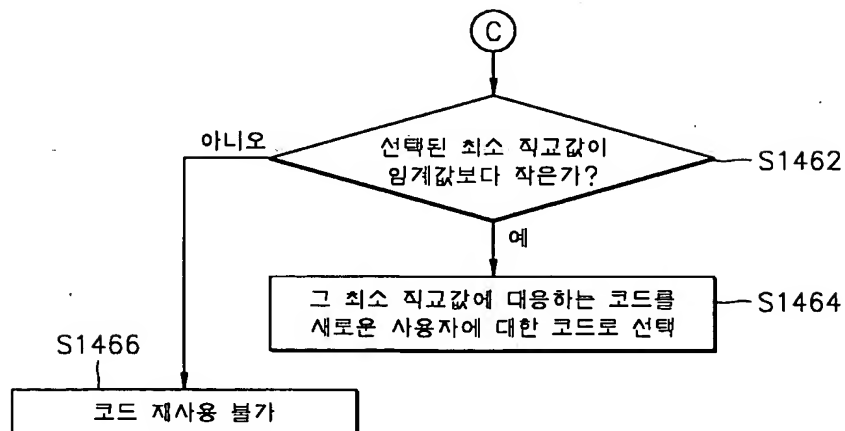 C
아니오
선택된 최소 직교값이
임계값보다 작은가?
S1462
예
그 최소 직교값에 대응하는 코드를
새로운 사용자에 대한 코드로 선택
S1464
S1466
코드 재사용 불가